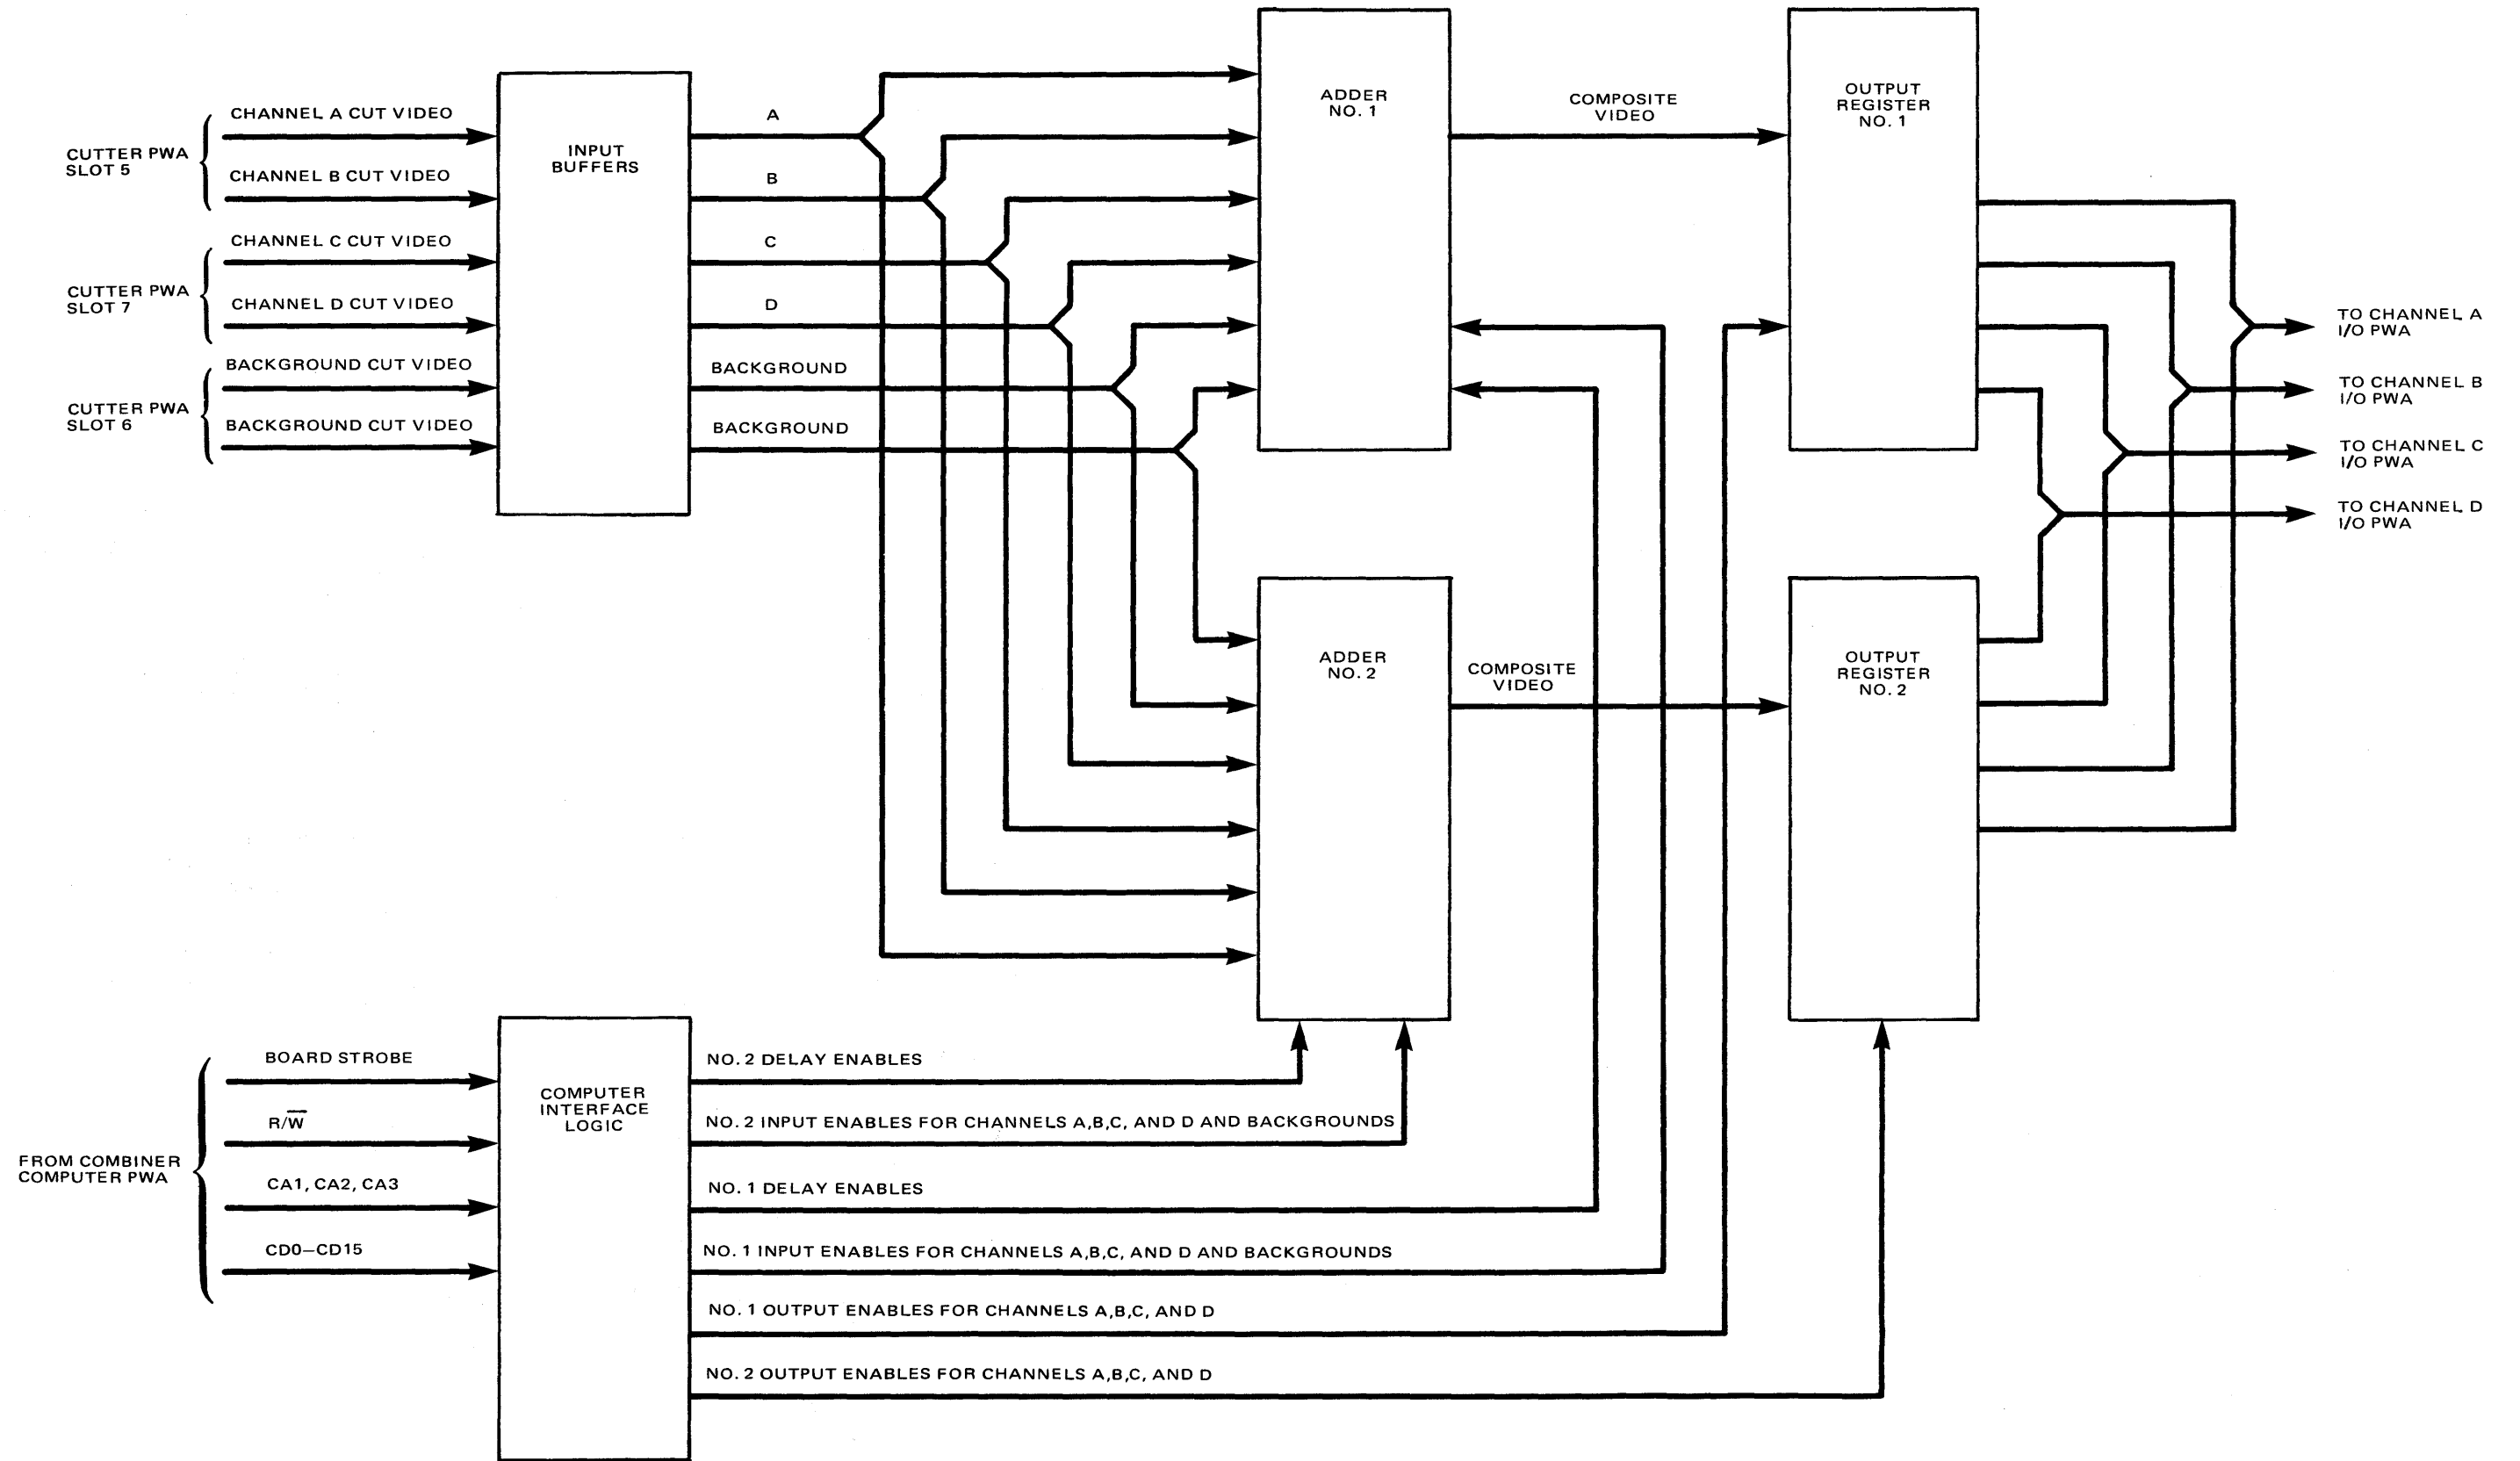 CUTTER PWA
SLOT 5
CHANNEL A CUT VIDEO
CHANNEL B CUT VIDEO
CUTTER PWA
SLOT 7
CHANNEL C CUT VIDEO
CHANNEL D CUT VIDEO
CUTTER PWA
SLOT 6
BACKGROUND CUT VIDEO
BACKGROUND CUT VIDEO
INPUT
BUFFERS
A
B
C
D
BACKGROUND
BACKGROUND
ADDER
NO. 1
COMPOSITE
VIDEO
OUTPUT
REGISTER
NO. 1
TO CHANNEL A
I/O PWA
TO CHANNEL B
I/O PWA
TO CHANNEL C
I/O PWA
TO CHANNEL D
I/O PWA
ADDER
NO. 2
COMPOSITE
VIDEO
OUTPUT
REGISTER
NO. 2
FROM COMBINER
COMPUTER PWA
BOARD STROBE
R/W̅
CA1, CA2, CA3
CD0–CD15
COMPUTER
INTERFACE
LOGIC
NO. 2 DELAY ENABLES
NO. 2 INPUT ENABLES FOR CHANNELS A,B,C, AND D AND BACKGROUNDS
NO. 1 DELAY ENABLES
NO. 1 INPUT ENABLES FOR CHANNELS A,B,C, AND D AND BACKGROUNDS
NO. 1 OUTPUT ENABLES FOR CHANNELS A,B,C, AND D
NO. 2 OUTPUT ENABLES FOR CHANNELS A,B,C, AND D